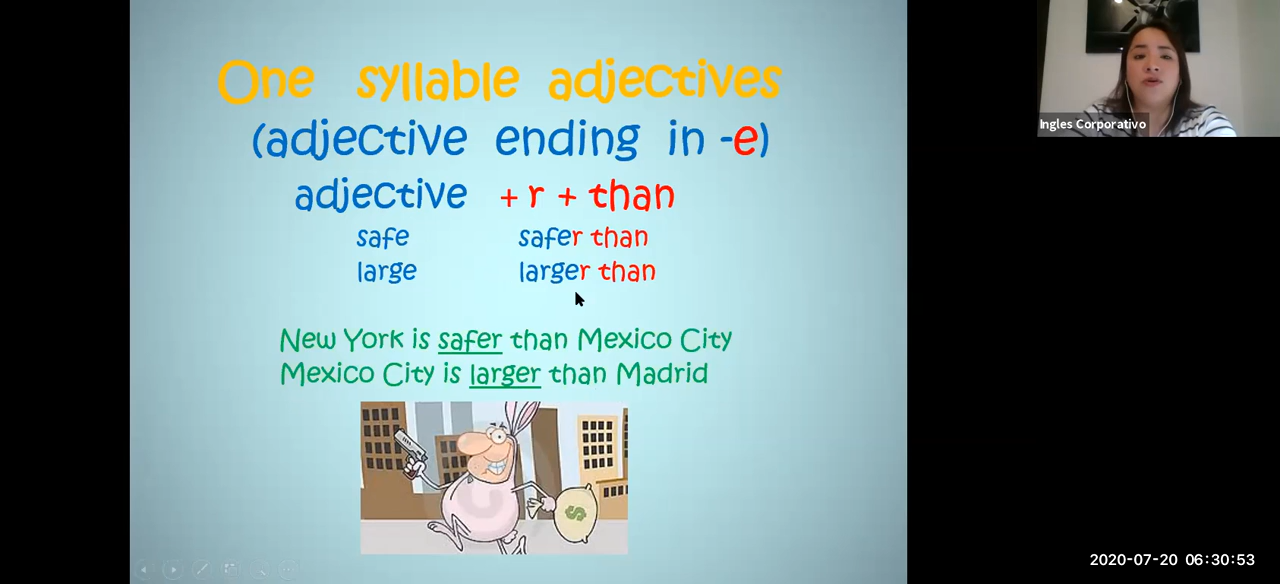 One syllable adjectives
(adjective ending in -e)
adjective + r + than
safe safer than
large larger than
New York is safer than Mexico City
Mexico City is larger than Madrid
$
Ingles Corporativo
2020-07-20 06:30:53